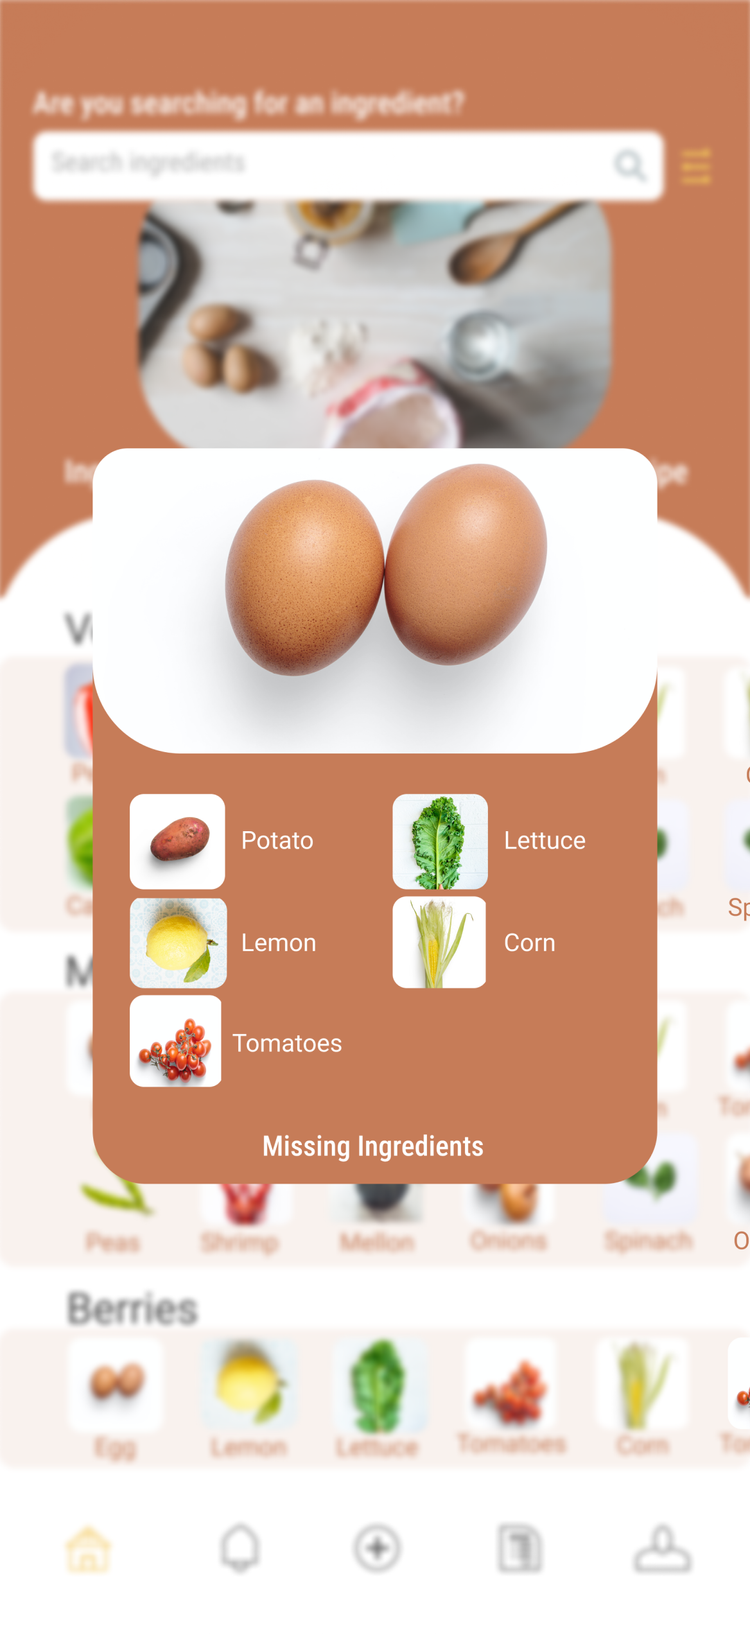 Are you searching for an ingredient?
Search ingredients
Potato
Lettuce
Lemon
Corn
Tomatoes
Missing Ingredients
Peas
Shrimp
Mellon
Onions
Spinach
Berries
Egg
Lemon
Lettuce
Tomatoes
Corn